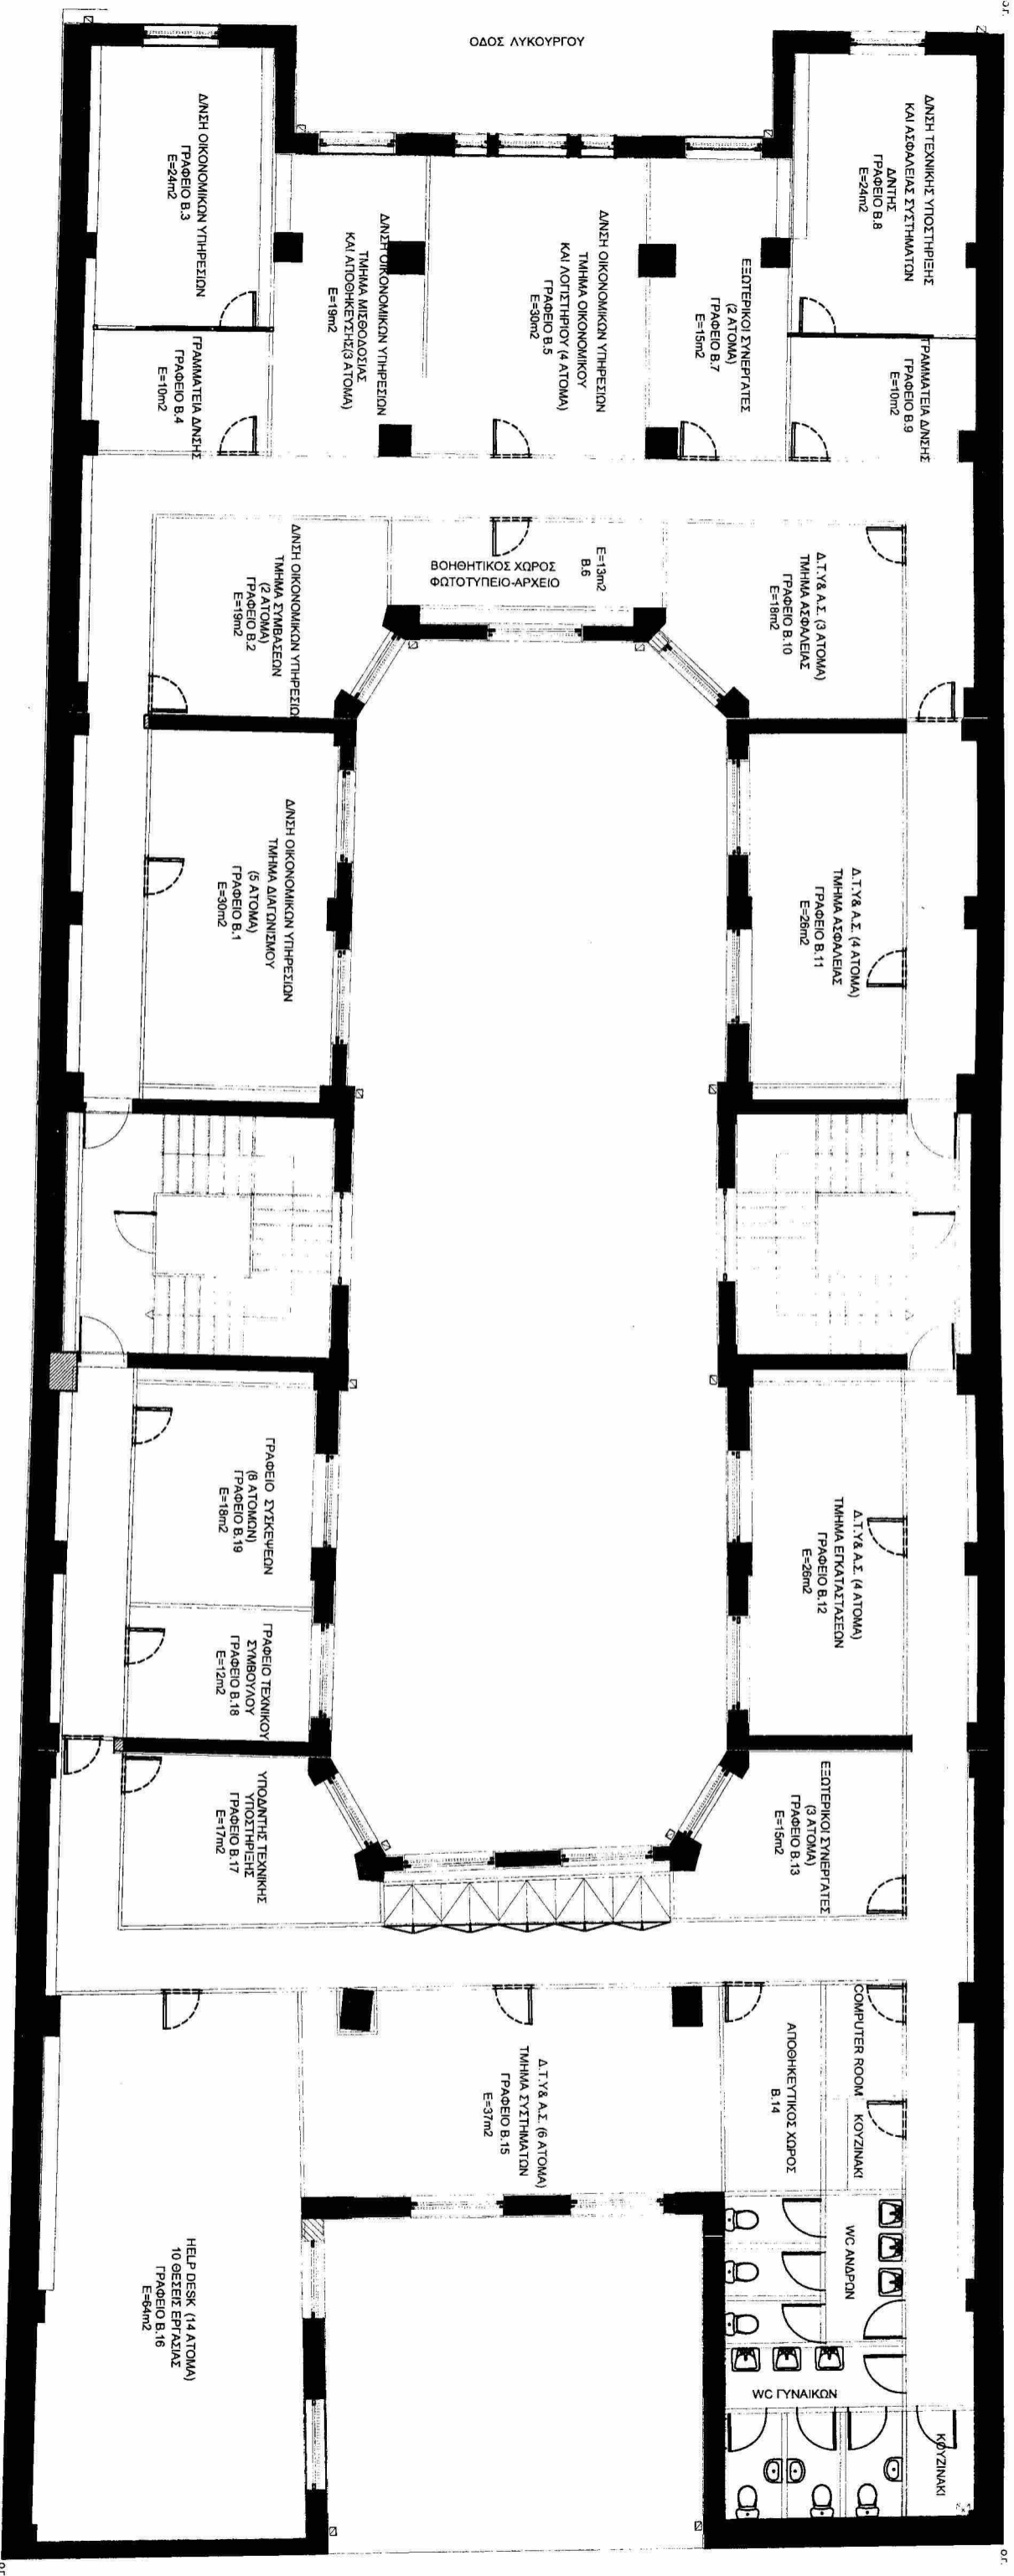 ΟΔΟΣ ΛΥΚΟΥΡΓΟΥ
Δ/ΝΣΗ ΟΙΚΟΝΟΜΙΚΩΝ ΥΠΗΡΕΣΙΩΝ
ΓΡΑΦΕΙΟ Β.3
Ε=24m2
ΓΡΑΜΜΑΤΕΙΑ Δ/ΝΣΗΣ
ΓΡΑΦΕΙΟ Β.4
Ε=10m2
Δ/ΝΣΗ ΟΙΚΟΝΟΜΙΚΩΝ ΥΠΗΡΕΣΙΩΝ
ΤΜΗΜΑ ΜΙΣΘΟΔΟΣΙΑΣ
ΚΑΙ ΑΠΟΘΗΚΕΥΣΗΣ(3 ΑΤΟΜΑ)
Ε=19m2
Δ/ΝΣΗ ΟΙΚΟΝΟΜΙΚΩΝ ΥΠΗΡΕΣΙΩΝ
ΤΜΗΜΑ ΟΙΚΟΝΟΜΙΚΟΥ
ΚΑΙ ΛΟΓΙΣΤΗΡΙΟΥ (4 ΑΤΟΜΑ)
ΓΡΑΦΕΙΟ Β.5
Ε=30m2
ΕΞΩΤΕΡΙΚΟΙ ΣΥΝΕΡΓΑΤΕΣ
(2 ΑΤΟΜΑ)
ΓΡΑΦΕΙΟ Β.7
Ε=15m2
Δ/ΝΣΗ ΤΕΧΝΙΚΗΣ ΥΠΟΣΤΗΡΙΞΗΣ
ΚΑΙ ΑΣΦΑΛΕΙΑΣ ΣΥΣΤΗΜΑΤΩΝ
Δ/ΝΤΗΣ
ΓΡΑΦΕΙΟ Β.8
Ε=24m2
ΓΡΑΜΜΑΤΕΙΑ Δ/ΝΣΗΣ
ΓΡΑΦΕΙΟ Β.9
Ε=10m2
Δ/ΝΣΗ ΟΙΚΟΝΟΜΙΚΩΝ ΥΠΗΡΕΣΙΩ
ΤΜΗΜΑ ΣΥΜΒΑΣΕΩΝ
(2 ΑΤΟΜΑ)
ΓΡΑΦΕΙΟ Β.2
Ε=19m2
Ε=13m2
Β.6
ΒΟΗΘΗΤΙΚΟΣ ΧΩΡΟΣ
ΦΩΤΟΤΥΠΕΙΟ-ΑΡΧΕΙΟ
Δ.Τ.Υ& Α.Σ. (3 ΑΤΟΜΑ)
ΤΜΗΜΑ ΑΣΦΑΛΕΙΑΣ
ΓΡΑΦΕΙΟ Β.10
Ε=18m2
Δ/ΝΣΗ ΟΙΚΟΝΟΜΙΚΩΝ ΥΠΗΡΕΣΙΩΝ
ΤΜΗΜΑ ΔΙΑΓΩΝΙΣΜΟΥ
(5 ΑΤΟΜΑ)
ΓΡΑΦΕΙΟ Β.1
Ε=30m2
Δ.Τ.Υ& Α.Σ. (4 ΑΤΟΜΑ)
ΤΜΗΜΑ ΑΣΦΑΛΕΙΑΣ
ΓΡΑΦΕΙΟ Β.11
Ε=26m2
ΓΡΑΦΕΙΟ ΣΥΣΚΕΨΕΩΝ
(8 ΑΤΟΜΩΝ)
ΓΡΑΦΕΙΟ Β.19
Ε=18m2
Δ.Τ.Υ& Α.Σ. (4 ΑΤΟΜΑ)
ΤΜΗΜΑ ΕΓΚΑΤΑΣΤΑΣΕΩΝ
ΓΡΑΦΕΙΟ Β.12
Ε=26m2
ΓΡΑΦΕΙΟ ΤΕΧΝΙΚΟΥ
ΣΥΜΒΟΥΛΟΥ
ΓΡΑΦΕΙΟ Β.18
Ε=12m2
ΥΠΟΔ/ΝΤΗΣ ΤΕΧΝΙΚΗΣ
ΥΠΟΣΤΗΡΙΞΗΣ
ΓΡΑΦΕΙΟ Β.17
Ε=17m2
ΕΞΩΤΕΡΙΚΟΙ ΣΥΝΕΡΓΑΤΕΣ
(3 ΑΤΟΜΑ)
ΓΡΑΦΕΙΟ Β.13
Ε=15m2
COMPUTER ROOM
ΚΟΥΖΙΝΑΚΙ
ΑΠΟΘΗΚΕΥΤΙΚΟΣ ΧΩΡΟΣ
Β.14
Δ.Τ.Υ& Α.Σ. (6 ΑΤΟΜΑ)
ΤΜΗΜΑ ΣΥΣΤΗΜΑΤΩΝ
ΓΡΑΦΕΙΟ Β.15
Ε=37m2
WC ΑΝΔΡΩΝ
HELP DESK (14 ΑΤΟΜΑ)
10 ΘΕΣΕΙΣ ΕΡΓΑΣΙΑΣ
ΓΡΑΦΕΙΟ Β.16
Ε=64m2
WC ΓΥΝΑΙΚΩΝ
ΚΟΥΖΙΝΑΚΙ